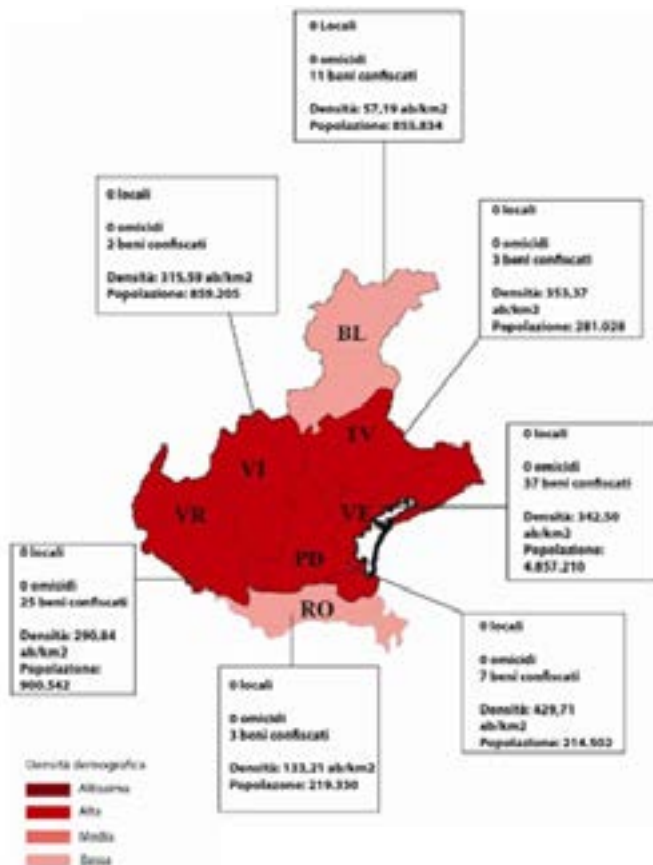 0 Locali
0 omicidi
11 beni confiscati
Densità: 57,19 ab/km2
Popolazione: 855.834
0 locali
0 omicidi
2 beni confiscati
Densità: 315,59 ab/km2
Popolazione: 859.205
0 locali
0 omicidi
3 beni confiscati
Densità: 353,37
ab/km2
Popolazione: 281.028
BL
TV
VI
VR
VE
PD
RO
0 locali
0 omicidi
37 beni confiscati
Densità: 342,50
ab/km2
Popolazione:
4.857.210
0 locali
0 omicidi
25 beni confiscati
Densità: 290,84
ab/km2
Popolazione:
900.542
0 locali
0 omicidi
7 beni confiscati
Densità: 429,71
ab/km2
Popolazione: 214.502
0 locali
0 omicidi
3 beni confiscati
Densità: 133,21 ab/km2
Popolazone: 219.330
Densità demografica
Altissima
Alta
Media
Bassa